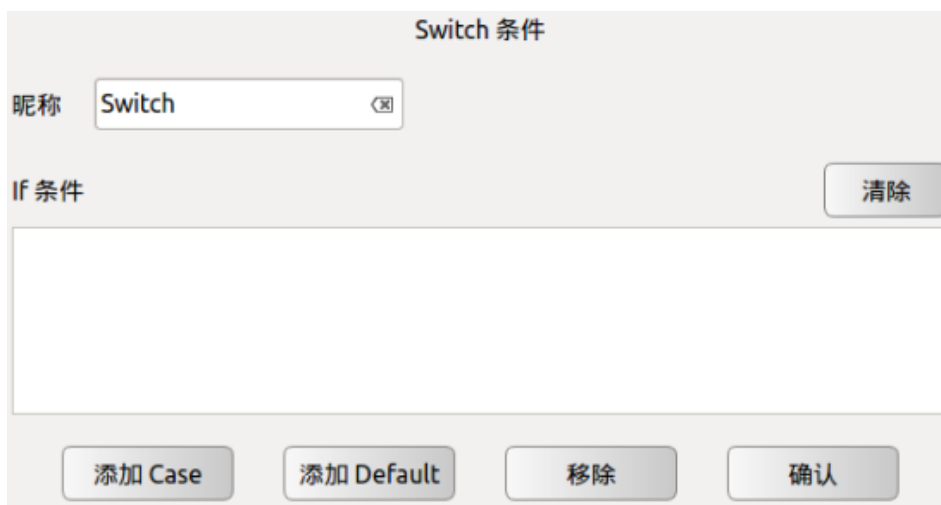 Switch 条件
昵称 Switch
If 条件 清除
添加 Case 添加 Default 移除 确认